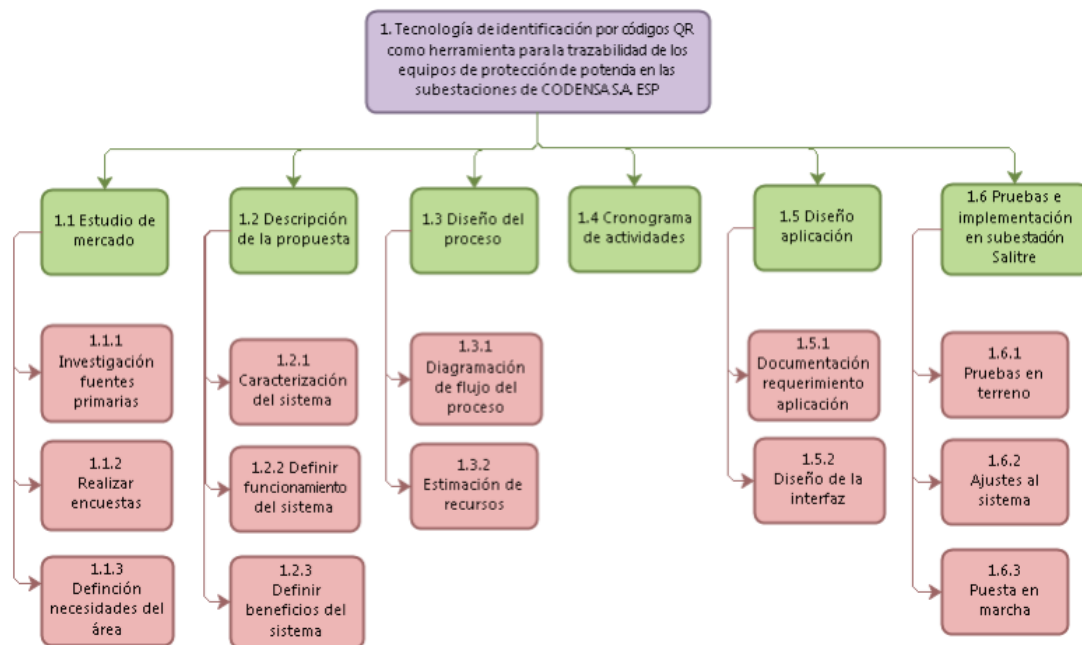 1. Tecnología de identificación por códigos QR
como herramienta para la trazabilidad de los
equipos de protección de potencia en las
subestaciones de CODENSA S.A. ESP
1.1 Estudio de
mercado
1.2 Descripción
de la propuesta
1.3 Diseño del
proceso
1.4 Cronograma
de actividades
1.5 Diseño
aplicación
1.6 Pruebas e
implementación
en subestación
Salitre
1.1.1
Investigación
fuentes
primarias
1.2.1
Caracterización
del sistema
1.3.1
Diagramación
de flujo del
proceso
1.5.1
Documentación
requerimiento
aplicación
1.6.1
Pruebas en
terreno
1.1.2
Realizar
encuestas
1.2.2 Definir
funcionamiento
del sistema
1.3.2
Estimación de
recursos
1.5.2
Diseño de la
interfaz
1.6.2
Ajustes al
sistema
1.1.3
Definción
necesidades del
área
1.2.3
Definir
beneficios del
sistema
1.6.3
Puesta en
marcha